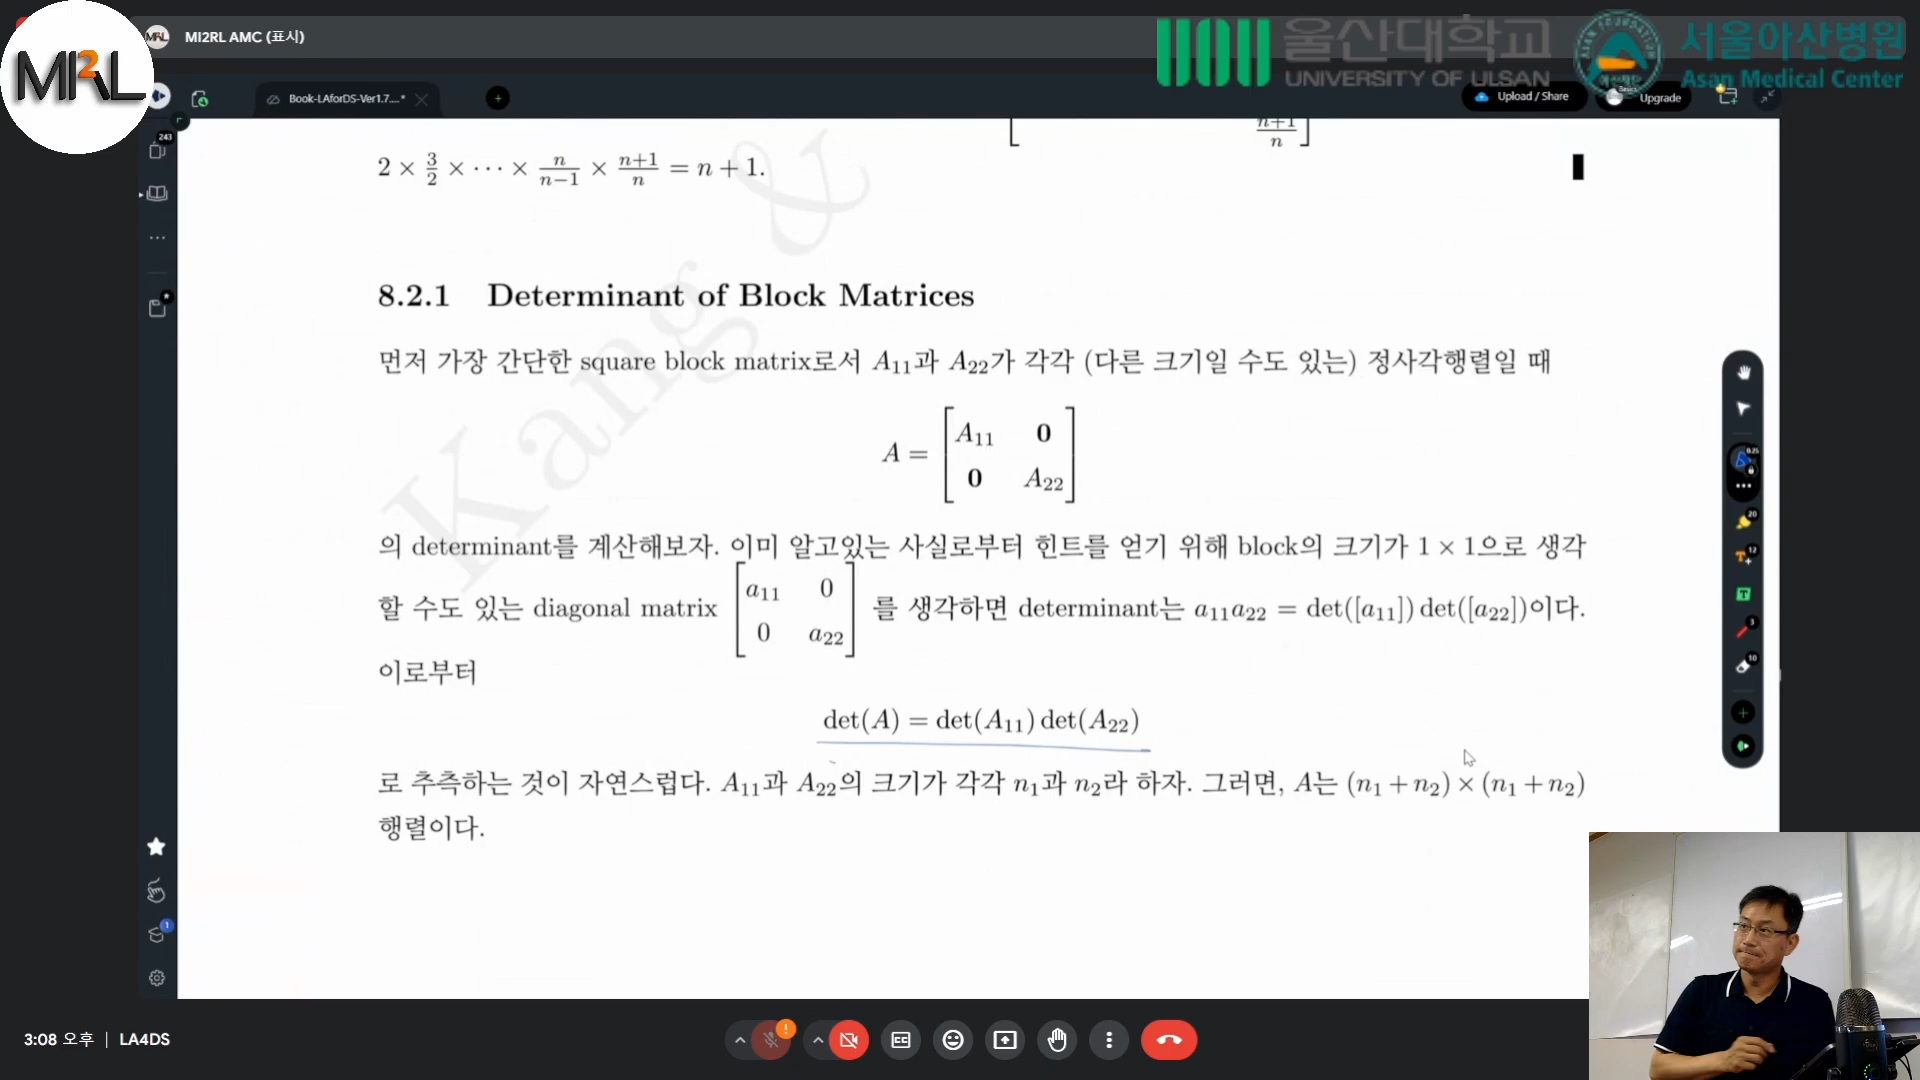 MI2RL
MI2RL AMC (표시)
울산대학교
UNIVERSITY OF ULSAN
서울아산병원
Asan Medical Center
Book-LAforDS-Ver1.7....*
Upload / Share
Upgrade
243
n+1
n
2 × 3/2 × ··· × n/(n−1) × (n+1)/n = n + 1.
Kang &
8.2.1 Determinant of Block Matrices
먼저 가장 간단한 square block matrix로서 A₁₁과 A₂₂가 각각 (다른 크기일 수도 있는) 정사각행렬일 때
A = [A₁₁ 0
0 A₂₂]
의 determinant를 계산해보자. 이미 알고있는 사실로부터 힌트를 얻기 위해 block의 크기가 1 × 1으로 생각
할 수도 있는 diagonal matrix [a₁₁ 0
0 a₂₂] 를 생각하면 determinant는 a₁₁a₂₂ = det([a₁₁]) det([a₂₂])이다.
이로부터
det(A) = det(A₁₁) det(A₂₂)
로 추측하는 것이 자연스럽다. A₁₁과 A₂₂의 크기가 각각 n₁과 n₂라 하자. 그러면, A는 (n₁ + n₂) × (n₁ + n₂)
행렬이다.
3:08 오후 | LA4DS